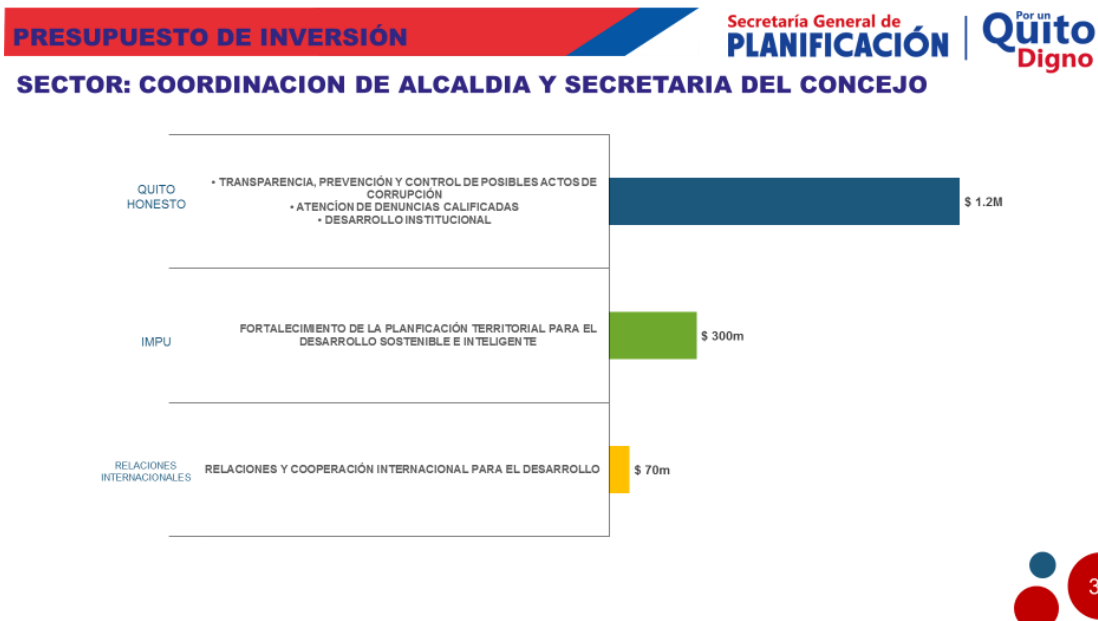 PRESUPUESTO DE INVERSIÓN
Secretaría General de
PLANIFICACIÓN
Por un
Quito
Digno
SECTOR: COORDINACION DE ALCALDIA Y SECRETARIA DEL CONCEJO
QUITO
HONESTO
• TRANSPARENCIA, PREVENCIÓN Y CONTROL DE POSIBLES ACTOS DE
CORRUPCIÓN
• ATENCÍON DE DENUNCIAS CALIFICADAS
• DESARROLLO INSTITUCIONAL
$ 1.2M
IMPU
FORTALECIMIENTO DE LA PLANFICACIÓN TERRITORIAL PARA EL
DESARROLLO SOSTENIBLE E INTELIGENTE
$ 300m
RELACIONES
INTERNACIONALES
RELACIONES Y COOPERACIÓN INTERNACIONAL PARA EL DESARROLLO
$ 70m
3